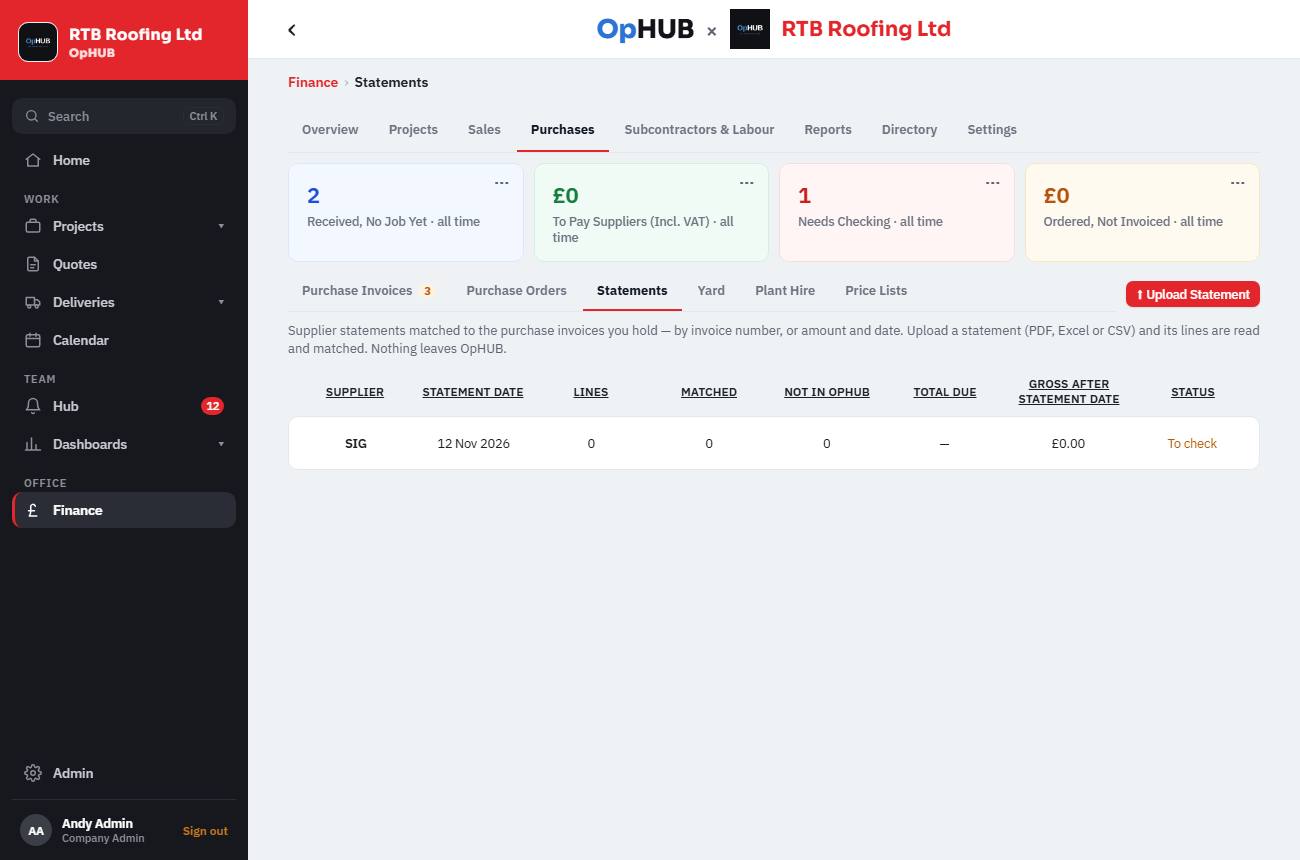 OpHUB
RTB Roofing Ltd
OpHUB
Search
Ctrl K
Home
WORK
Projects
Quotes
Deliveries
Calendar
TEAM
Hub
12
Dashboards
OFFICE
Finance
Admin
AA
Andy Admin
Company Admin
Sign out
OpHUB × OpHUB RTB Roofing Ltd
Finance › Statements
Overview Projects Sales Purchases Subcontractors & Labour Reports Directory Settings
2
Received, No Job Yet · all time
£0
To Pay Suppliers (Incl. VAT) · all
time
1
Needs Checking · all time
£0
Ordered, Not Invoiced · all time
Purchase Invoices 3 Purchase Orders Statements Yard Plant Hire Price Lists
⬆ Upload Statement
Supplier statements matched to the purchase invoices you hold — by invoice number, or amount and date. Upload a statement (PDF, Excel or CSV) and its lines are read
and matched. Nothing leaves OpHUB.
SUPPLIER STATEMENT DATE LINES MATCHED NOT IN OPHUB TOTAL DUE GROSS AFTER STATEMENT DATE STATUS
SIG 12 Nov 2026 0 0 0 — £0.00 To check